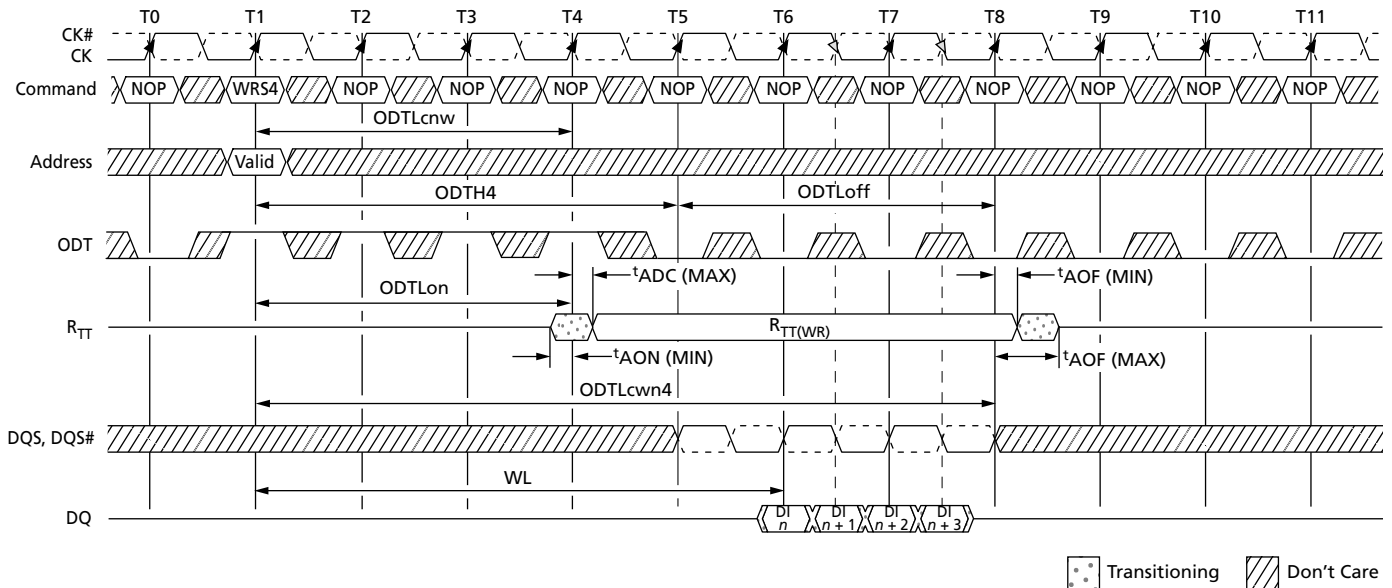 T0 T1 T2 T3 T4 T5 T6 T7 T8 T9 T10 T11
CK#
CK
Command NOP WRS4 NOP NOP NOP NOP NOP NOP NOP NOP NOP NOP
ODTLcnw
Address Valid
ODTH4 ODTLoff
ODT
tADC (MAX) tAOF (MIN)
ODTLon
RTT RTT(WR)
tAON (MIN) tAOF (MAX)
ODTLcwn4
DQS, DQS#
WL
DQ DI n DI n + 1 DI n + 2 DI n + 3
Transitioning Don't Care